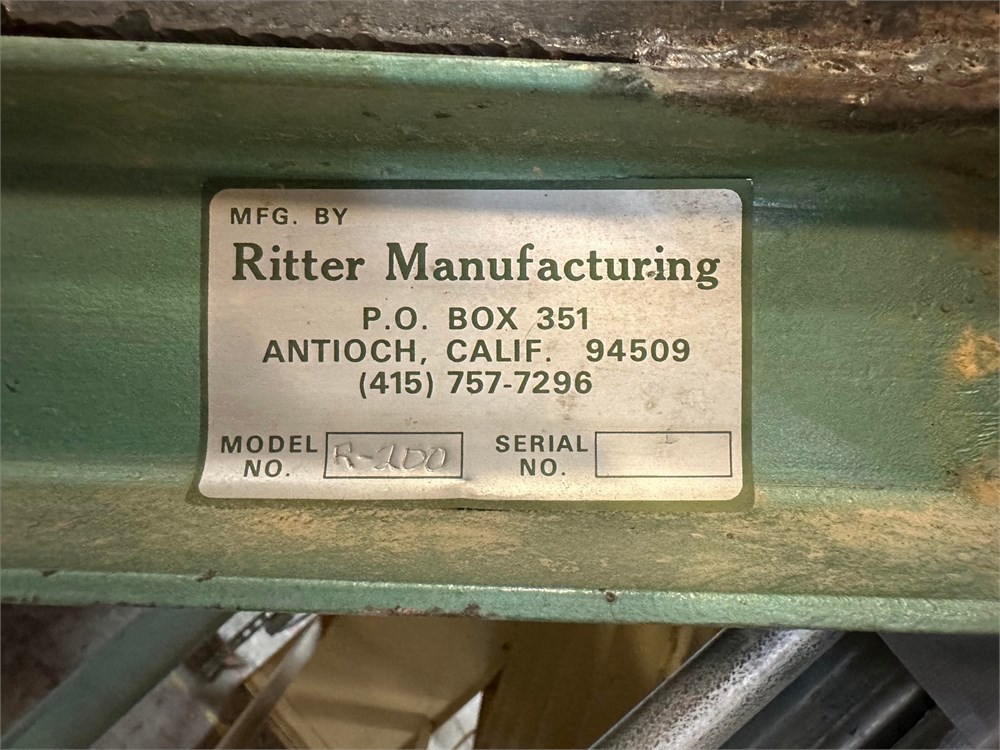 MFG. BY
Ritter Manufacturing
P.O. BOX 351
ANTIOCH, CALIF. 94509
(415) 757-7296
MODEL NO. R-200
SERIAL NO.